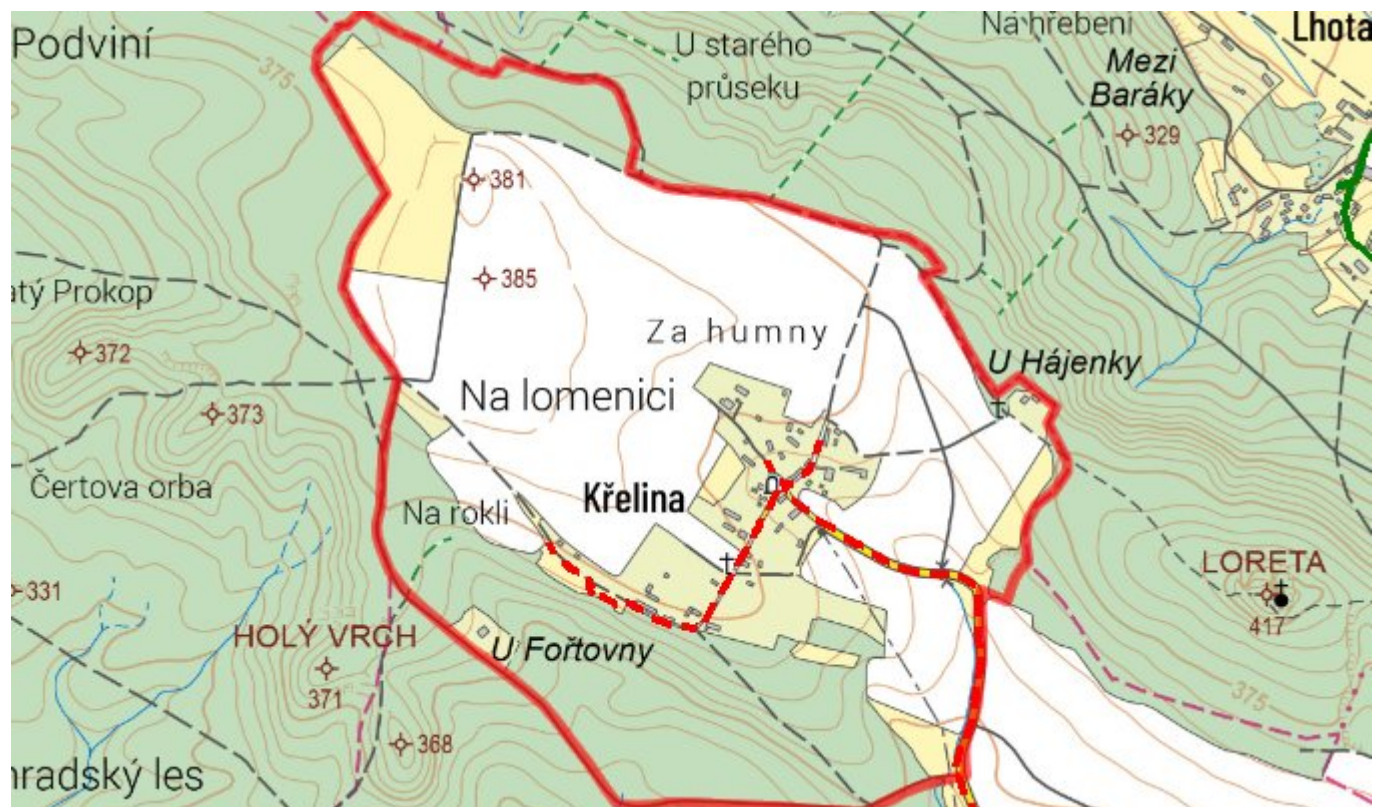 Podviní
375
U starého
průseku
Na hřebeni
Lhota
Mezi
Baráky
329
381
385
atý Prokop
372
Za humny
U Hájenky
Na lomenici
373
Čertova orba
Křelina
Na rokli
LORETA
417
331
HOLÝ VRCH
371
U Fořtovny
375
368
hradský les